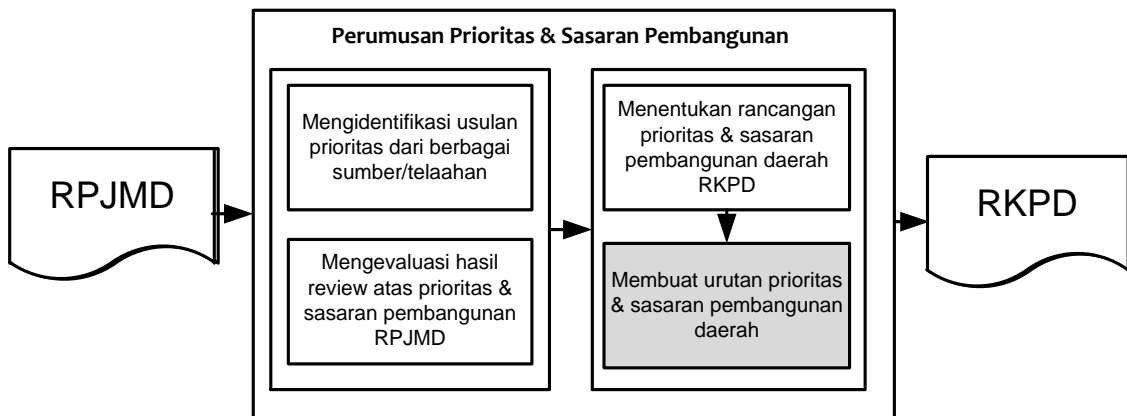 Perumusan Prioritas & Sasaran Pembangunan
RPJMD
Mengidentifikasi usulan
prioritas dari berbagai
sumber/telaahan
Mengevaluasi hasil
review atas prioritas &
sasaran pembangunan
RPJMD
Menentukan rancangan
prioritas & sasaran
pembangunan daerah
RKPD
Membuat urutan prioritas
& sasaran pembangunan
daerah
RKPD